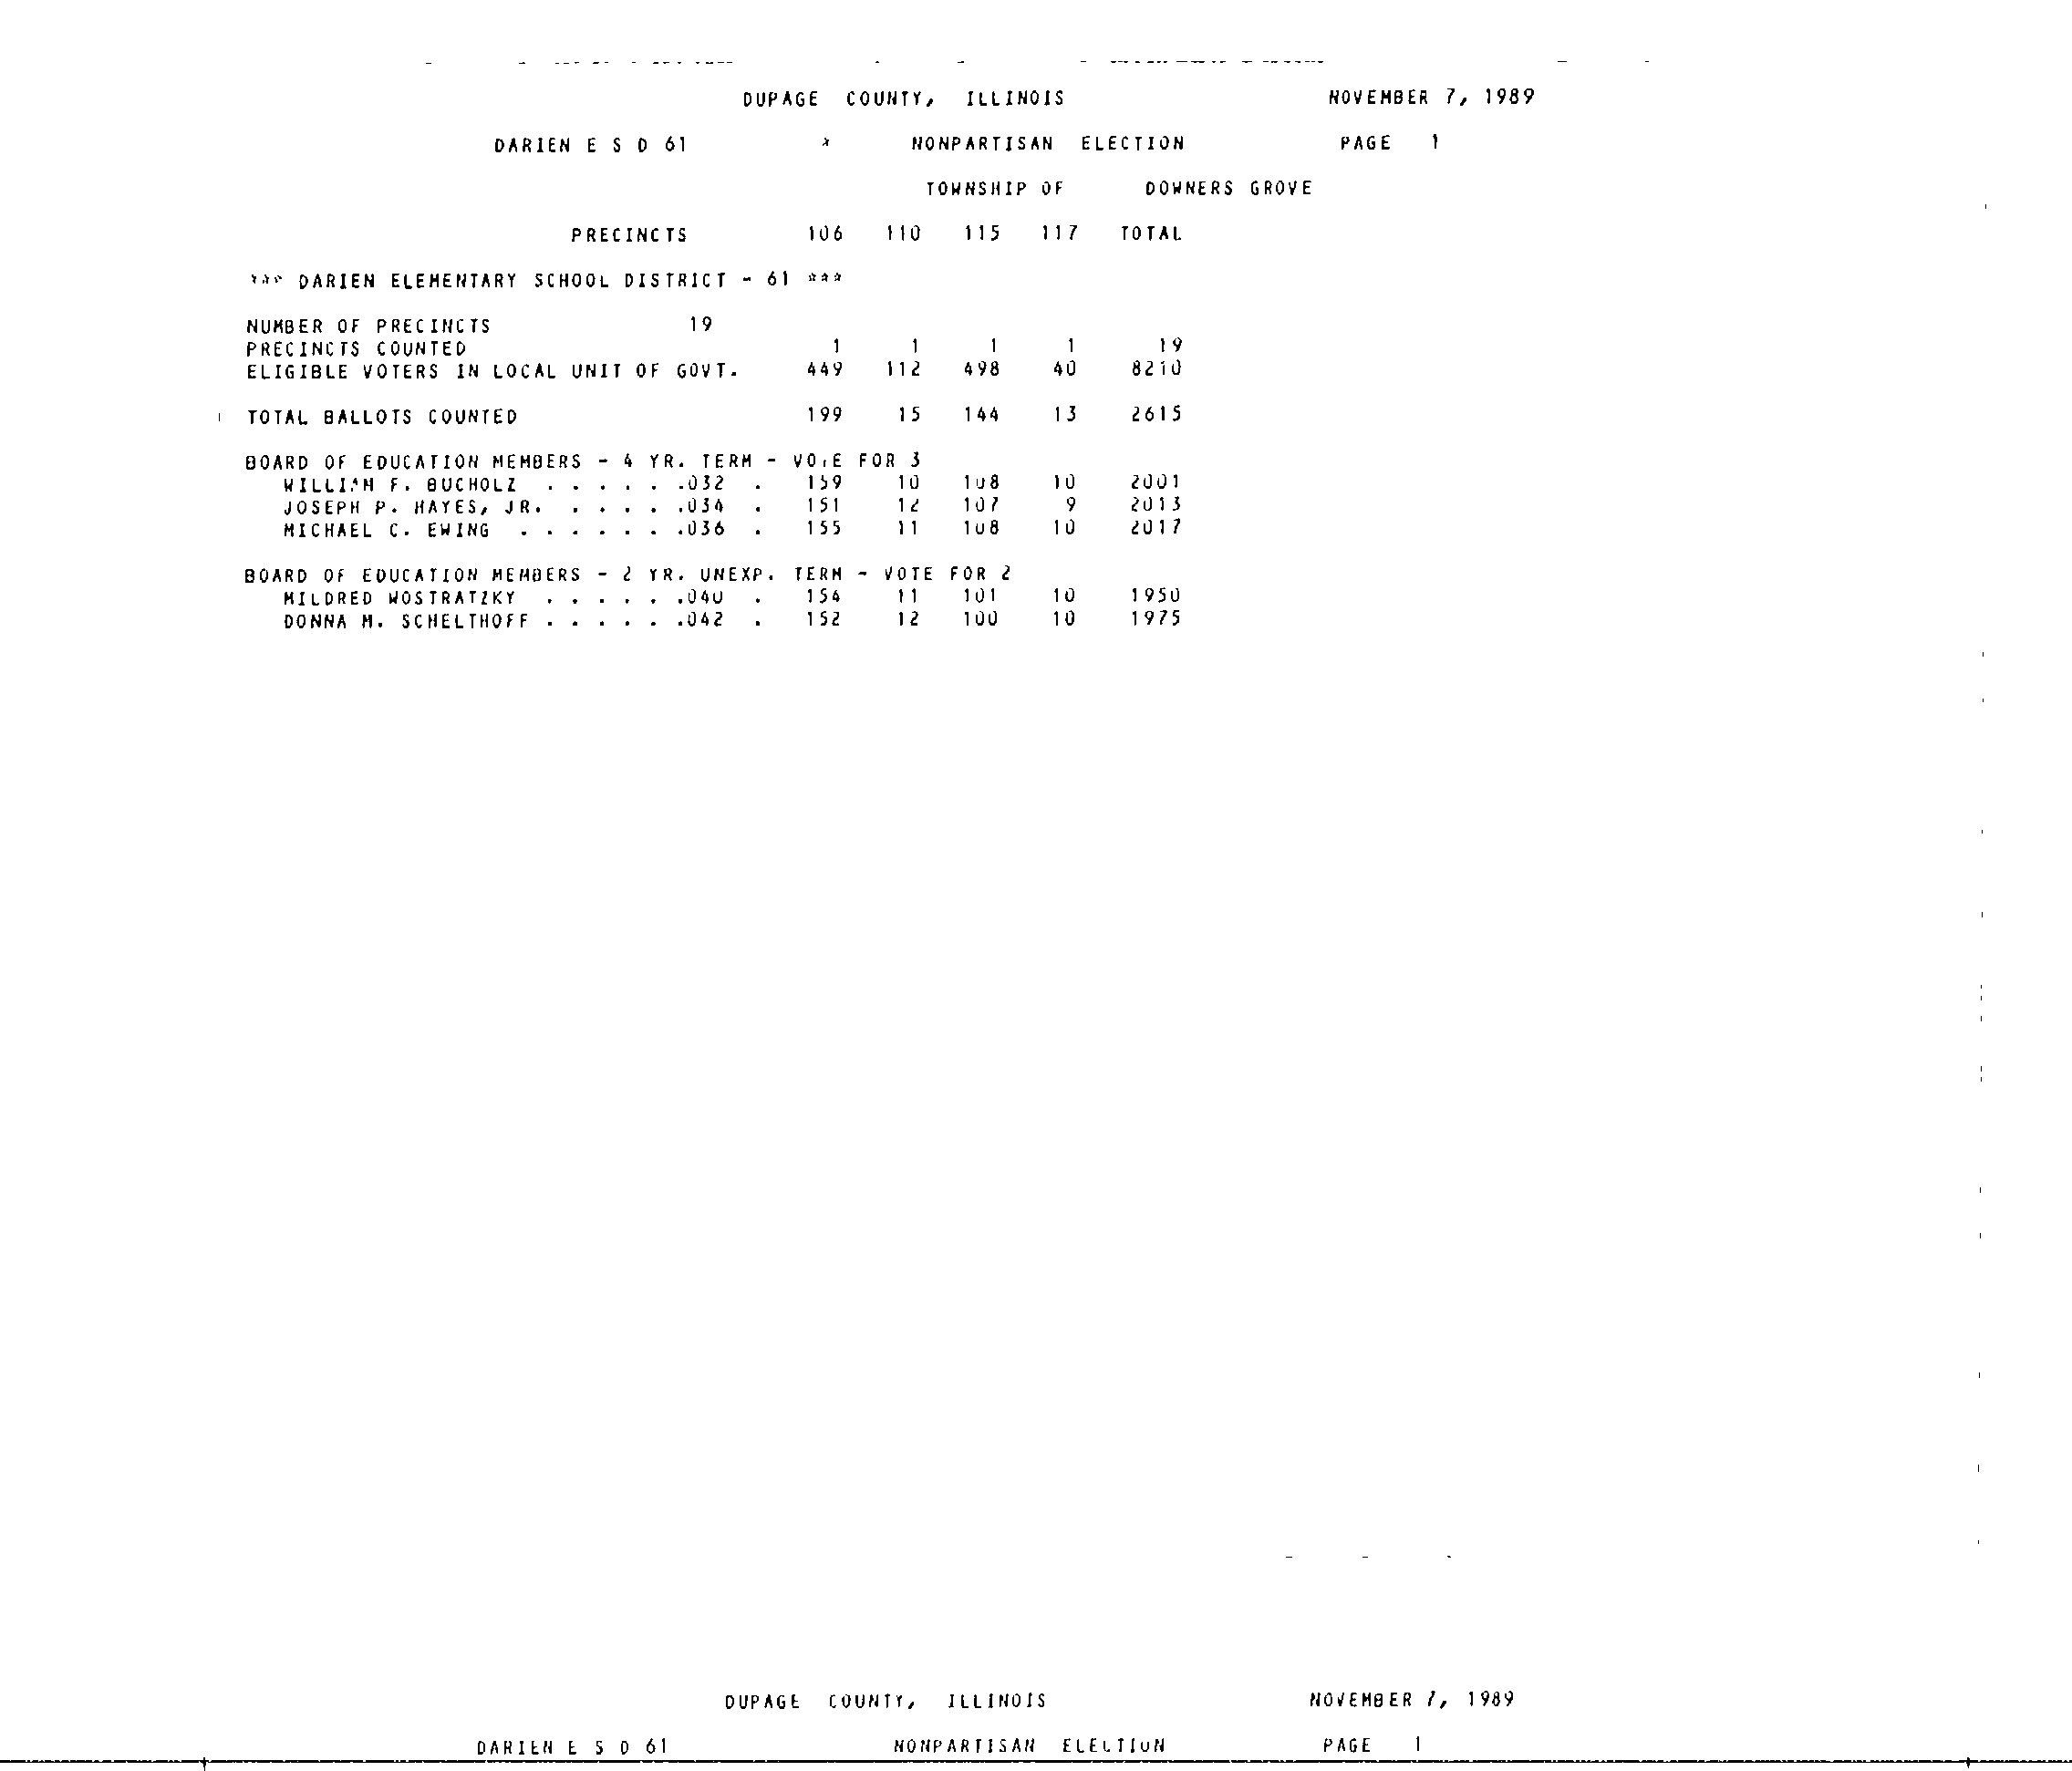 DUPAGE COUNTY, ILLINOIS NOVEMBER 7, 1989
DARIEN E S D 61 * NONPARTISAN ELECTION PAGE 1
TOWNSHIP OF DOWNERS GROVE
PRECINCTS 106 110 115 117 TOTAL
*** DARIEN ELEMENTARY SCHOOL DISTRICT - 61 ***
NUMBER OF PRECINCTS 19
PRECINCTS COUNTED 1 1 1 1 19
ELIGIBLE VOTERS IN LOCAL UNIT OF GOVT. 449 112 498 40 8210
TOTAL BALLOTS COUNTED 199 15 144 13 2615
BOARD OF EDUCATION MEMBERS - 4 YR. TERM - VOTE FOR 3
WILLIAM F. BUCHOLZ . . . . . .032 . 159 10 108 10 2001
JOSEPH P. HAYES, JR. . . . . .034 . 151 12 107 9 2013
MICHAEL C. EWING . . . . . . .036 . 155 11 108 10 2017
BOARD OF EDUCATION MEMBERS - 2 YR. UNEXP. TERM - VOTE FOR 2
MILDRED WOSTRATZKY . . . . . .040 . 154 11 101 10 1950
DONNA M. SCHELTHOFF . . . . . .042 . 152 12 100 10 1975
DUPAGE COUNTY, ILLINOIS NOVEMBER 7, 1989
DARIEN E S D 61 NONPARTISAN ELECTION PAGE 1